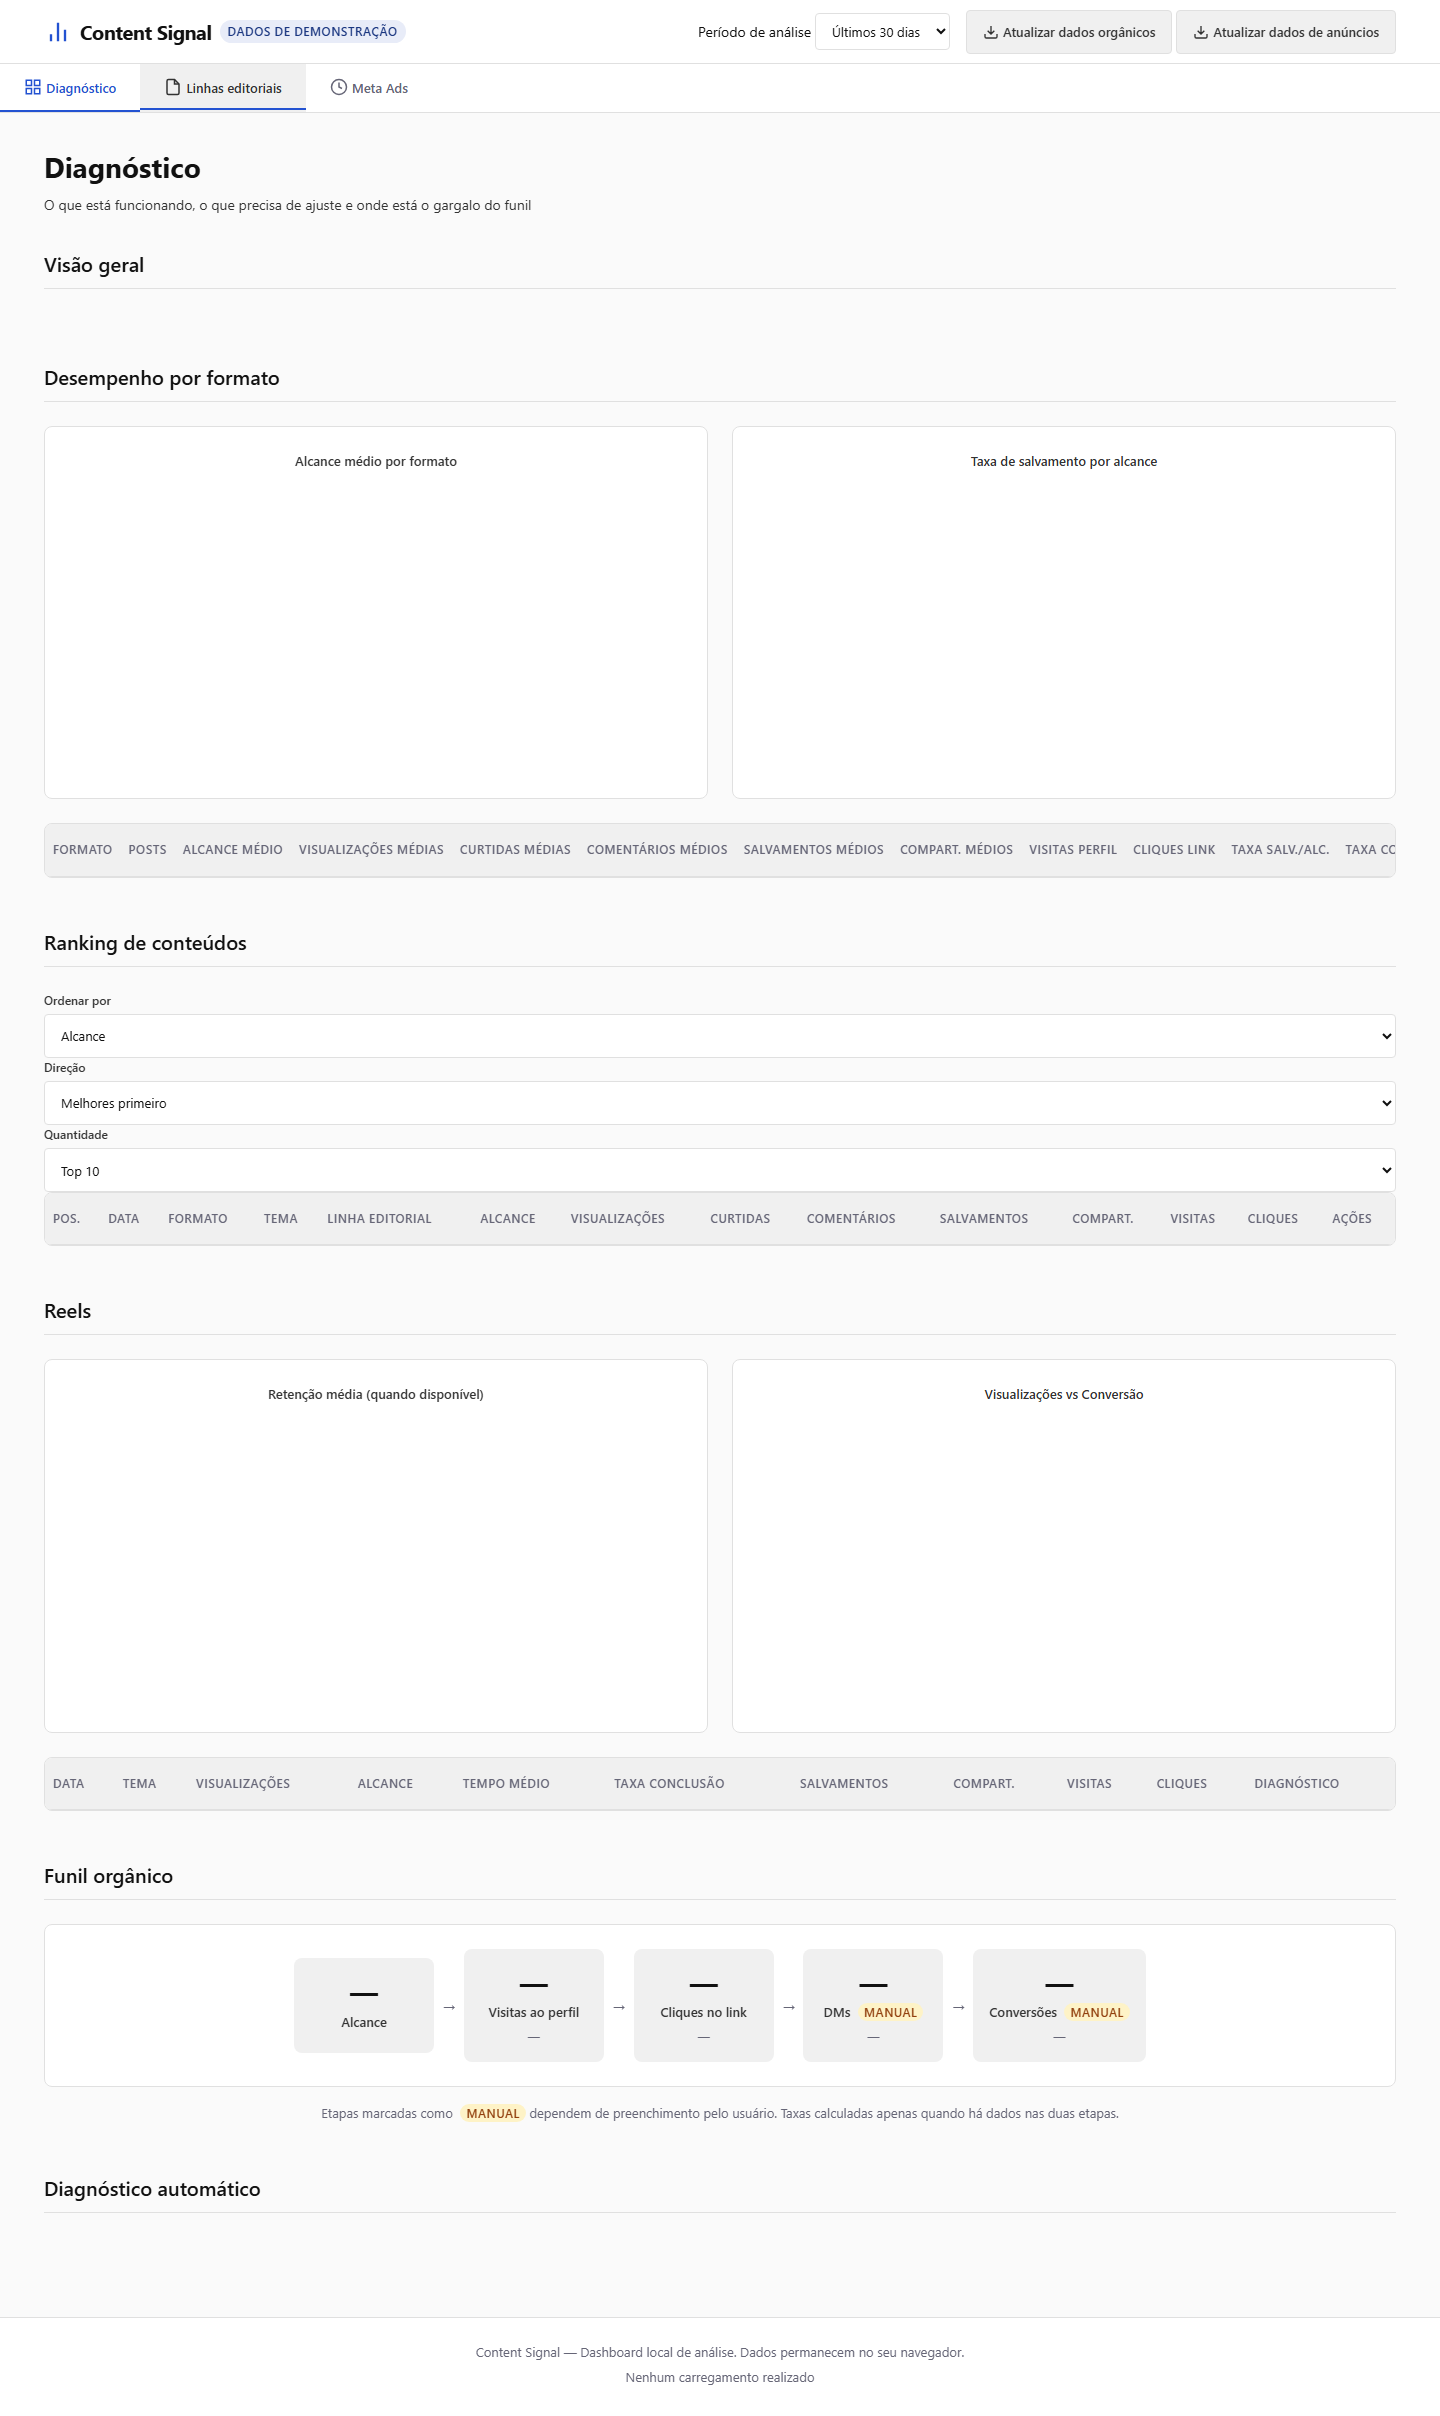 Content Signal DADOS DE DEMONSTRAÇÃO Período de análise Últimos 30 dias Atualizar dados orgânicos Atualizar dados de anúncios
Diagnóstico Linhas editoriais Meta Ads
Diagnóstico
O que está funcionando, o que precisa de ajuste e onde está o gargalo do funil
Visão geral
Desempenho por formato
Alcance médio por formato Taxa de salvamento por alcance
FORMATO POSTS ALCANCE MÉDIO VISUALIZAÇÕES MÉDIAS CURTIDAS MÉDIAS COMENTÁRIOS MÉDIOS SALVAMENTOS MÉDIOS COMPART. MÉDIOS VISITAS PERFIL CLIQUES LINK TAXA SALV./ALC. TAXA CO
Ranking de conteúdos
Ordenar por
Alcance
Direção
Melhores primeiro
Quantidade
Top 10
POS. DATA FORMATO TEMA LINHA EDITORIAL ALCANCE VISUALIZAÇÕES CURTIDAS COMENTÁRIOS SALVAMENTOS COMPART. VISITAS CLIQUES AÇÕES
Reels
Retenção média (quando disponível) Visualizações vs Conversão
DATA TEMA VISUALIZAÇÕES ALCANCE TEMPO MÉDIO TAXA CONCLUSÃO SALVAMENTOS COMPART. VISITAS CLIQUES DIAGNÓSTICO
Funil orgânico
— — — — —
Alcance → Visitas ao perfil → Cliques no link → DMs MANUAL → Conversões MANUAL
— — — —
Etapas marcadas como MANUAL dependem de preenchimento pelo usuário. Taxas calculadas apenas quando há dados nas duas etapas.
Diagnóstico automático
Content Signal — Dashboard local de análise. Dados permanecem no seu navegador.
Nenhum carregamento realizado